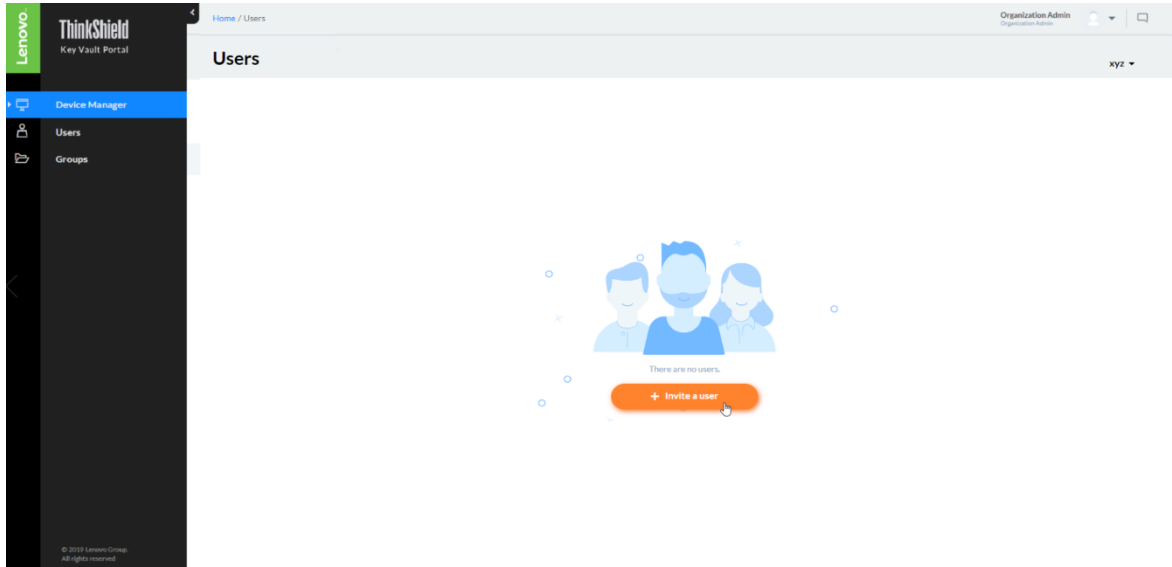 Lenovo.
ThinkShield
Key Vault Portal
Home / Users
Organization Admin
Organization Admin
Users
xyz
Device Manager
Users
Groups
There are no users.
+ Invite a user
© 2019 Lenovo Group.
All rights reserved